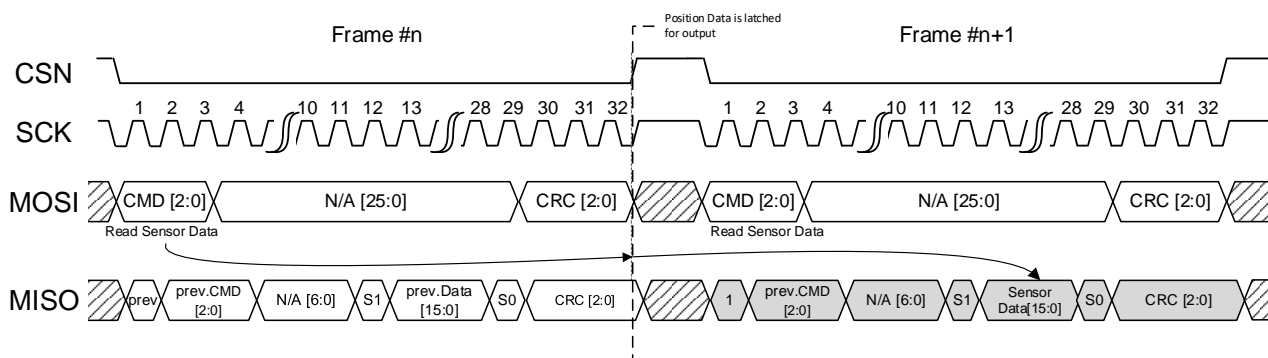 Position Data is latched
for output
Frame #n
Frame #n+1
CSN
1 2 3 4 10 11 12 13 28 29 30 31 32
1 2 3 4 10 11 12 13 28 29 30 31 32
SCK
MOSI
CMD [2:0]
N/A [25:0]
CRC [2:0]
CMD [2:0]
N/A [25:0]
CRC [2:0]
Read Sensor Data
Read Sensor Data
MISO
prev
prev.CMD
[2:0]
N/A [6:0]
S1
prev.Data
[15:0]
S0
CRC [2:0]
1
prev.CMD
[2:0]
N/A [6:0]
S1
Sensor
Data[15:0]
S0
CRC [2:0]